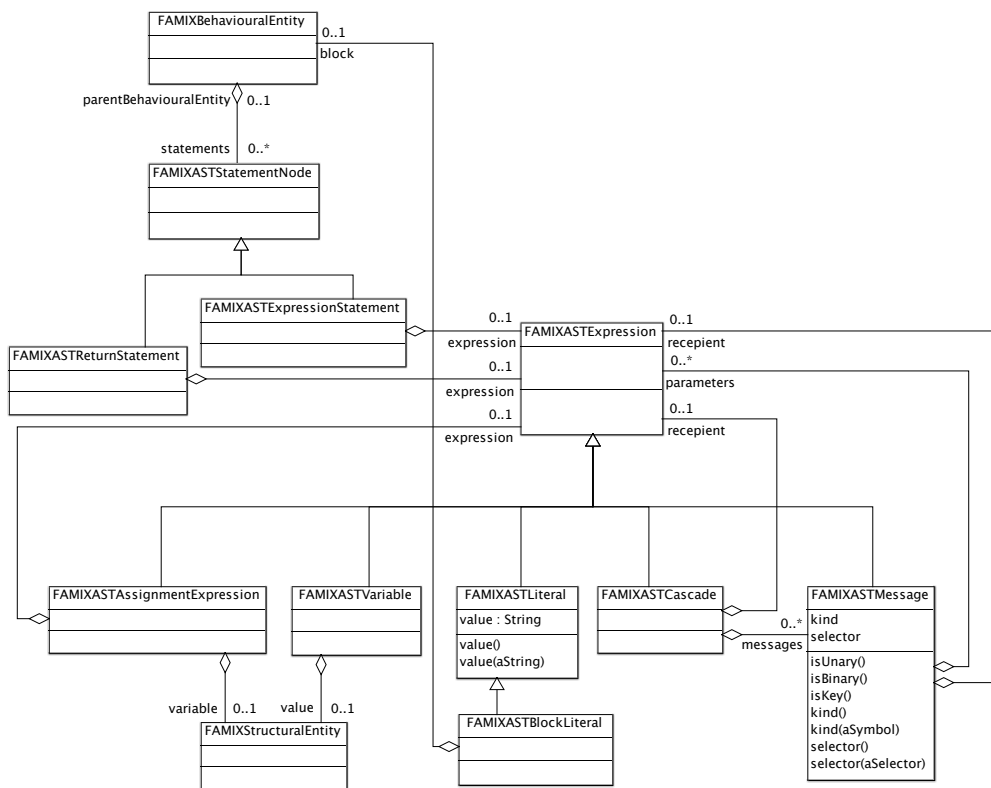 FAMIXBehaviouralEntity
0..1
block
parentBehaviouralEntity 0..1
statements 0..*
FAMIXASTStatementNode
FAMIXASTExpressionStatement
0..1
expression
FAMIXASTExpression
0..1
recepient
FAMIXASTReturnStatement
0..1
expression
0..*
parameters
0..1
expression
0..1
recepient
FAMIXASTAssignmentExpression
FAMIXASTVariable
FAMIXASTLiteral
value : String
value()
value(aString)
FAMIXASTCascade
0..*
messages
FAMIXASTMessage
kind
selector
isUnary()
isBinary()
isKey()
kind()
kind(aSymbol)
selector()
selector(aSelector)
variable 0..1
value 0..1
FAMIXStructuralEntity
FAMIXASTBlockLiteral